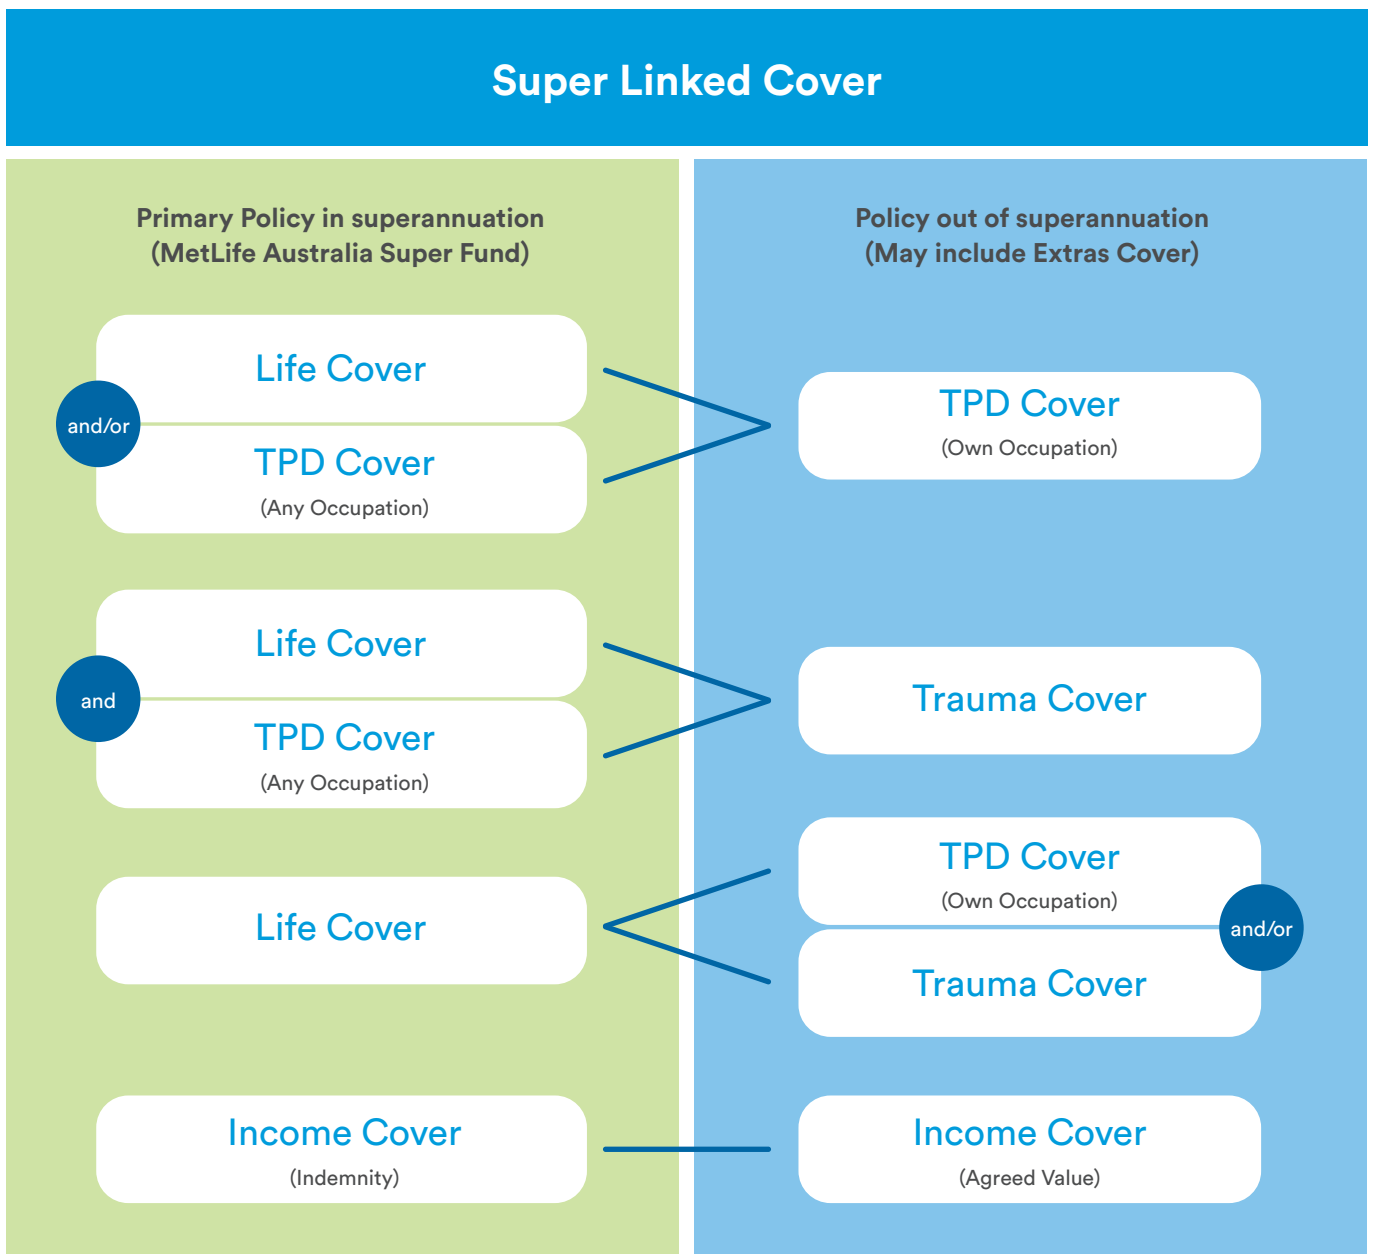 Super Linked Cover
Primary Policy in superannuation
(MetLife Australia Super Fund)
Policy out of superannuation
(May include Extras Cover)
Life Cover
and/or
TPD Cover
(Any Occupation)
TPD Cover
(Own Occupation)
Life Cover
and
TPD Cover
(Any Occupation)
Trauma Cover
Life Cover
TPD Cover
(Own Occupation)
and/or
Trauma Cover
Income Cover
(Indemnity)
Income Cover
(Agreed Value)